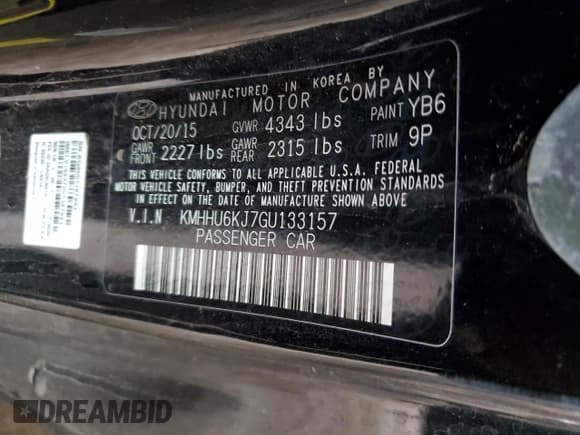 MANUFACTURED IN KOREA BY
HYUNDAI MOTOR COMPANY
OCT/20/15 GVWR 4343 lbs PAINT YB6
GAWR FRONT 2227 lbs GAWR REAR 2315 lbs TRIM 9P
THIS VEHICLE CONFORMS TO ALL APPLICABLE U.S.A. FEDERAL
MOTOR VEHICLE SAFETY, BUMPER, AND THEFT PREVENTION
STANDARDS IN EFFECT ON THE DATE OF MANUFACTURE SHOWN ABOVE.
V.I.N KMHHU6KJ7GU133157
PASSENGER CAR
DREAMBID